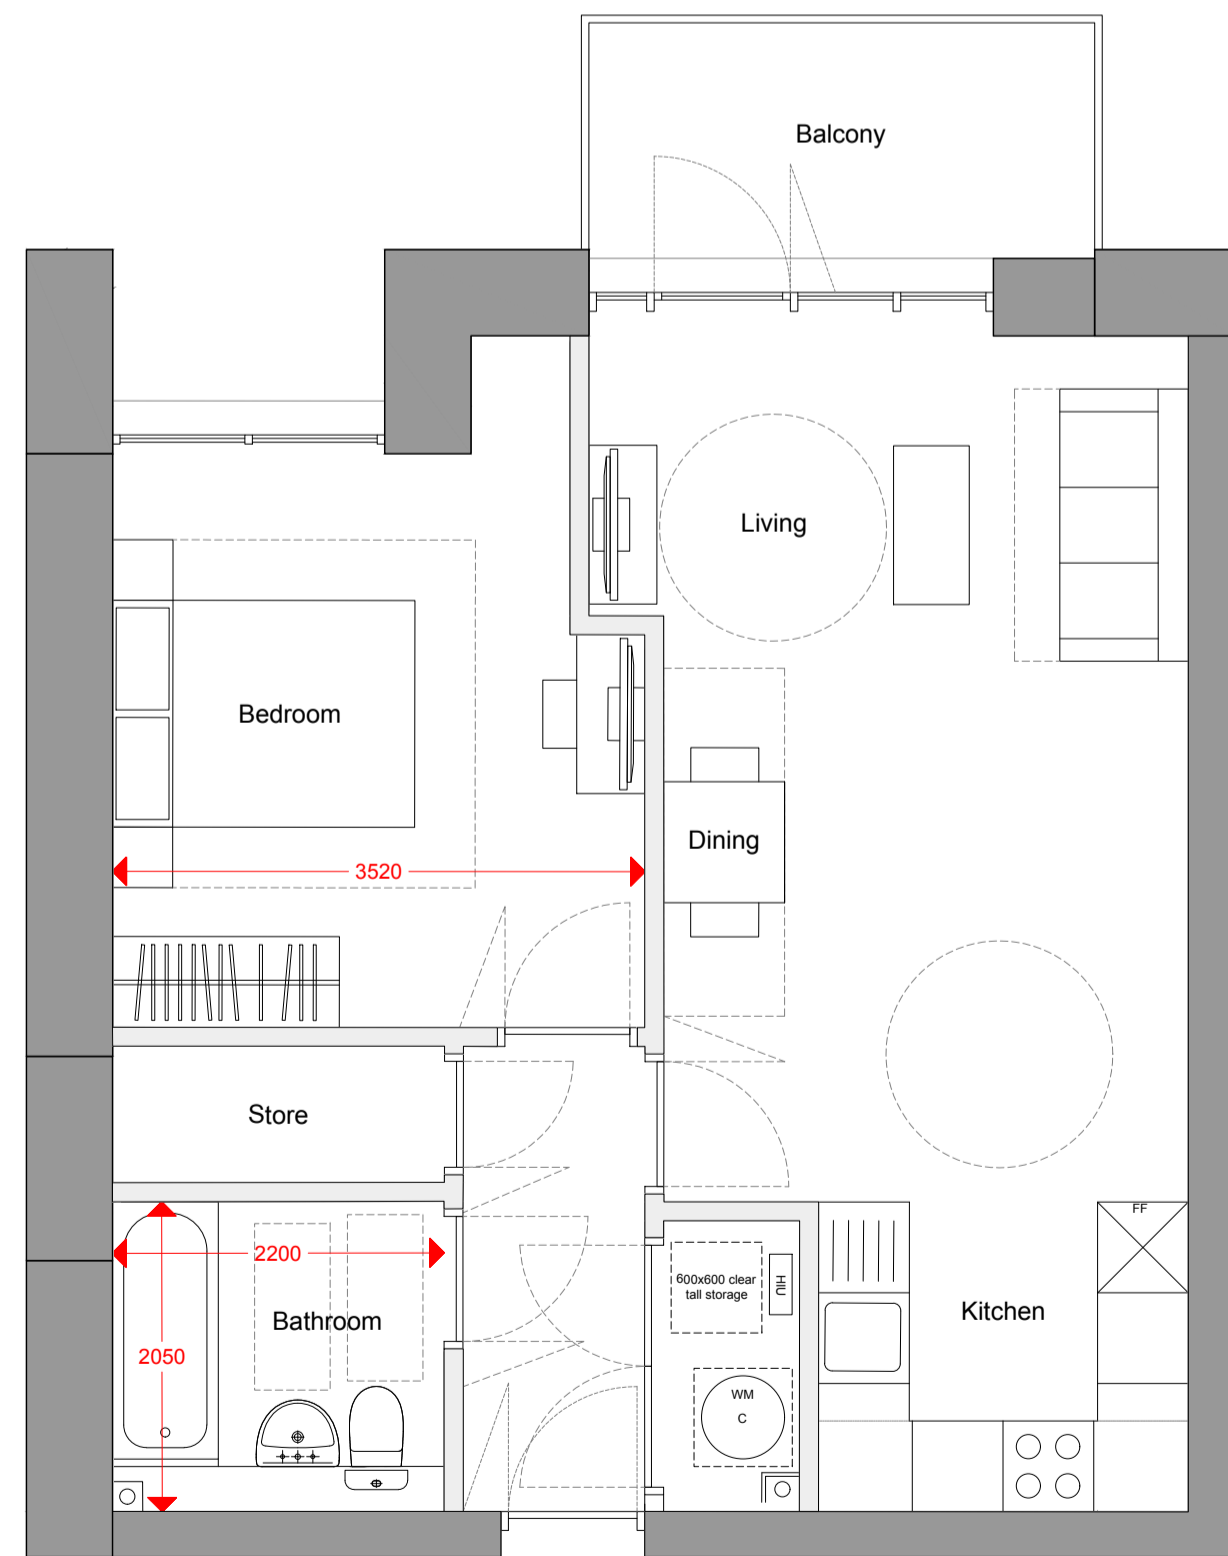 Balcony
Living
Bedroom
Dining
3520
Store
FF
2200
600x600 clear
tall storage
HIU
Kitchen
Bathroom
2050
WM
C